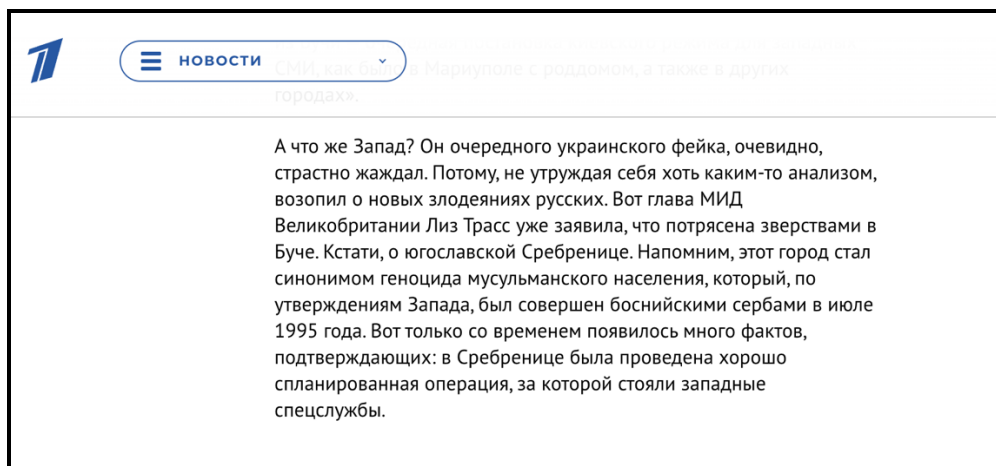 НОВОСТИ
СМИ, как было в Мариуполе с роддомом, а также в других
городах».
А что же Запад? Он очередного украинского фейка, очевидно,
страстно жаждал. Потому, не утруждая себя хоть каким-то анализом,
возопил о новых злодеяниях русских. Вот глава МИД
Великобритании Лиз Трасс уже заявила, что потрясена зверствами в
Буче. Кстати, о югославской Сребренице. Напомним, этот город стал
синонимом геноцида мусульманского населения, который, по
утверждениям Запада, был совершен боснийскими сербами в июле
1995 года. Вот только со временем появилось много фактов,
подтверждающих: в Сребренице была проведена хорошо
спланированная операция, за которой стояли западные
спецслужбы.